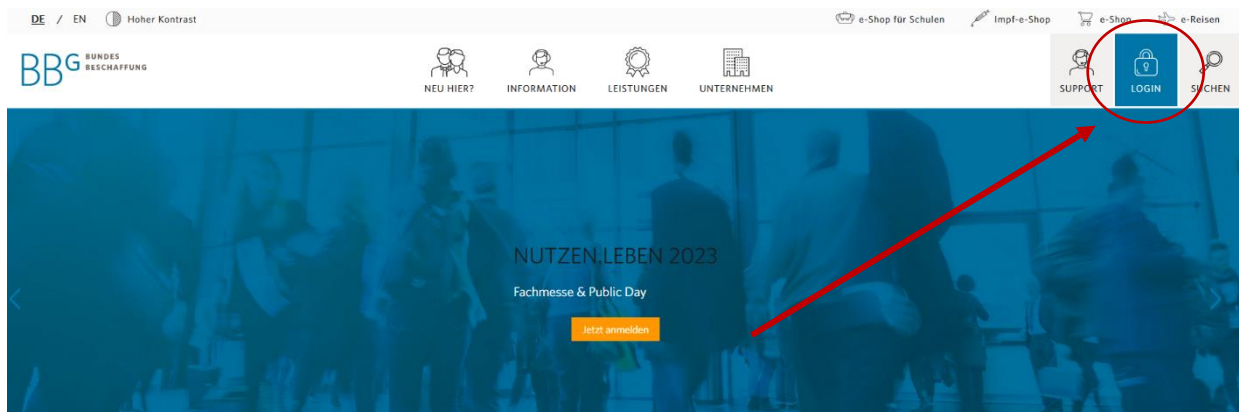 DE / EN Hoher Kontrast e-Shop für Schulen Impf-e-Shop e-Shop e-Reisen
BBG BUNDES
BESCHAFFUNG
NEU HIER? INFORMATION LEISTUNGEN UNTERNEHMEN SUPPORT LOGIN SUCHEN
NUTZEN.LEBEN 2023
Fachmesse & Public Day
Jetzt anmelden